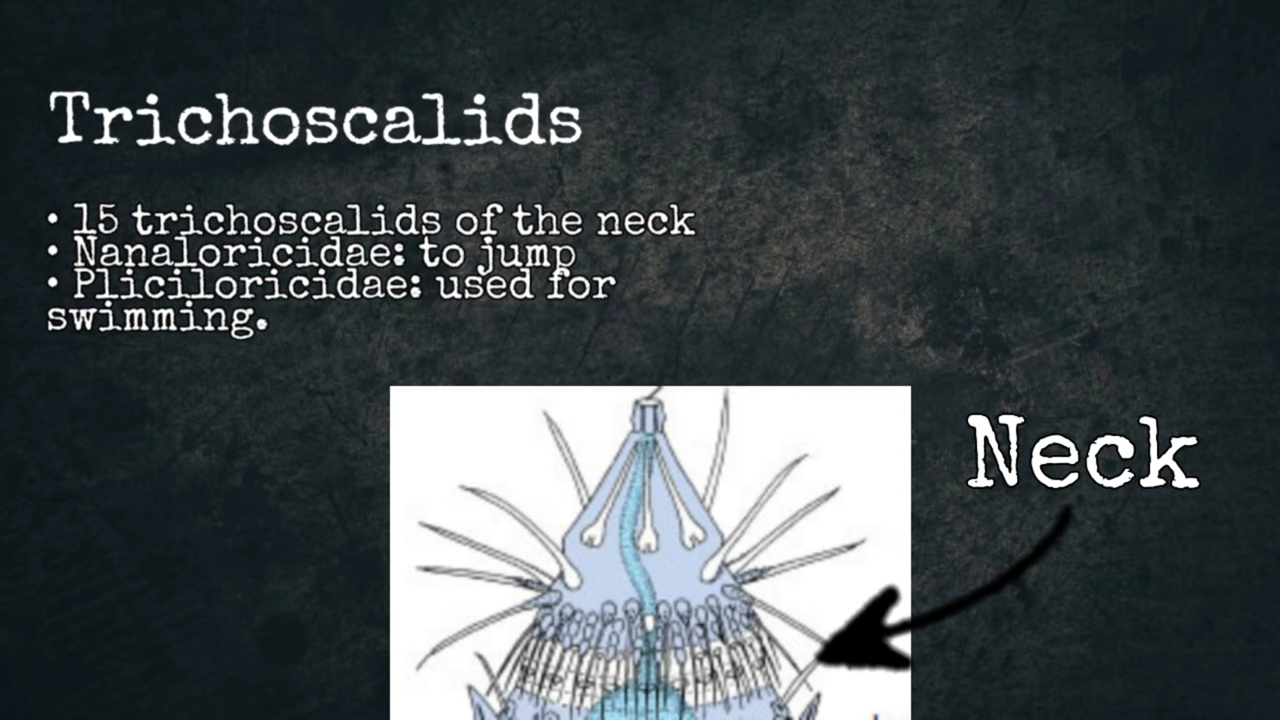 Trichoscalids
• 15 trichoscalids of the neck
• Nanaloricidae: to jump
• Pliciloricidae: used for
swimming.
Neck